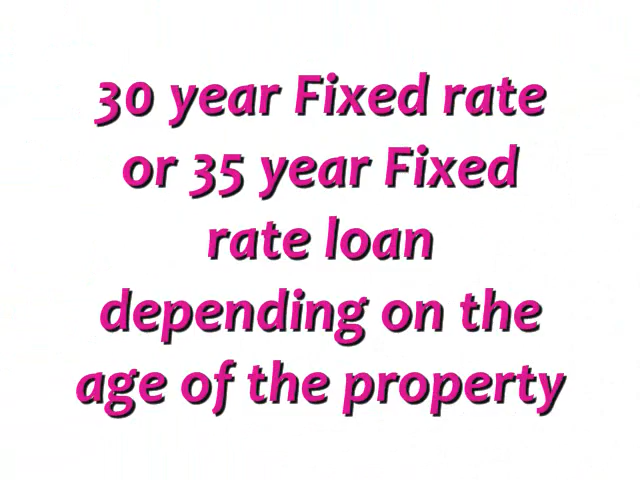 30 year Fixed rate
or 35 year Fixed
rate loan
depending on the
age of the property